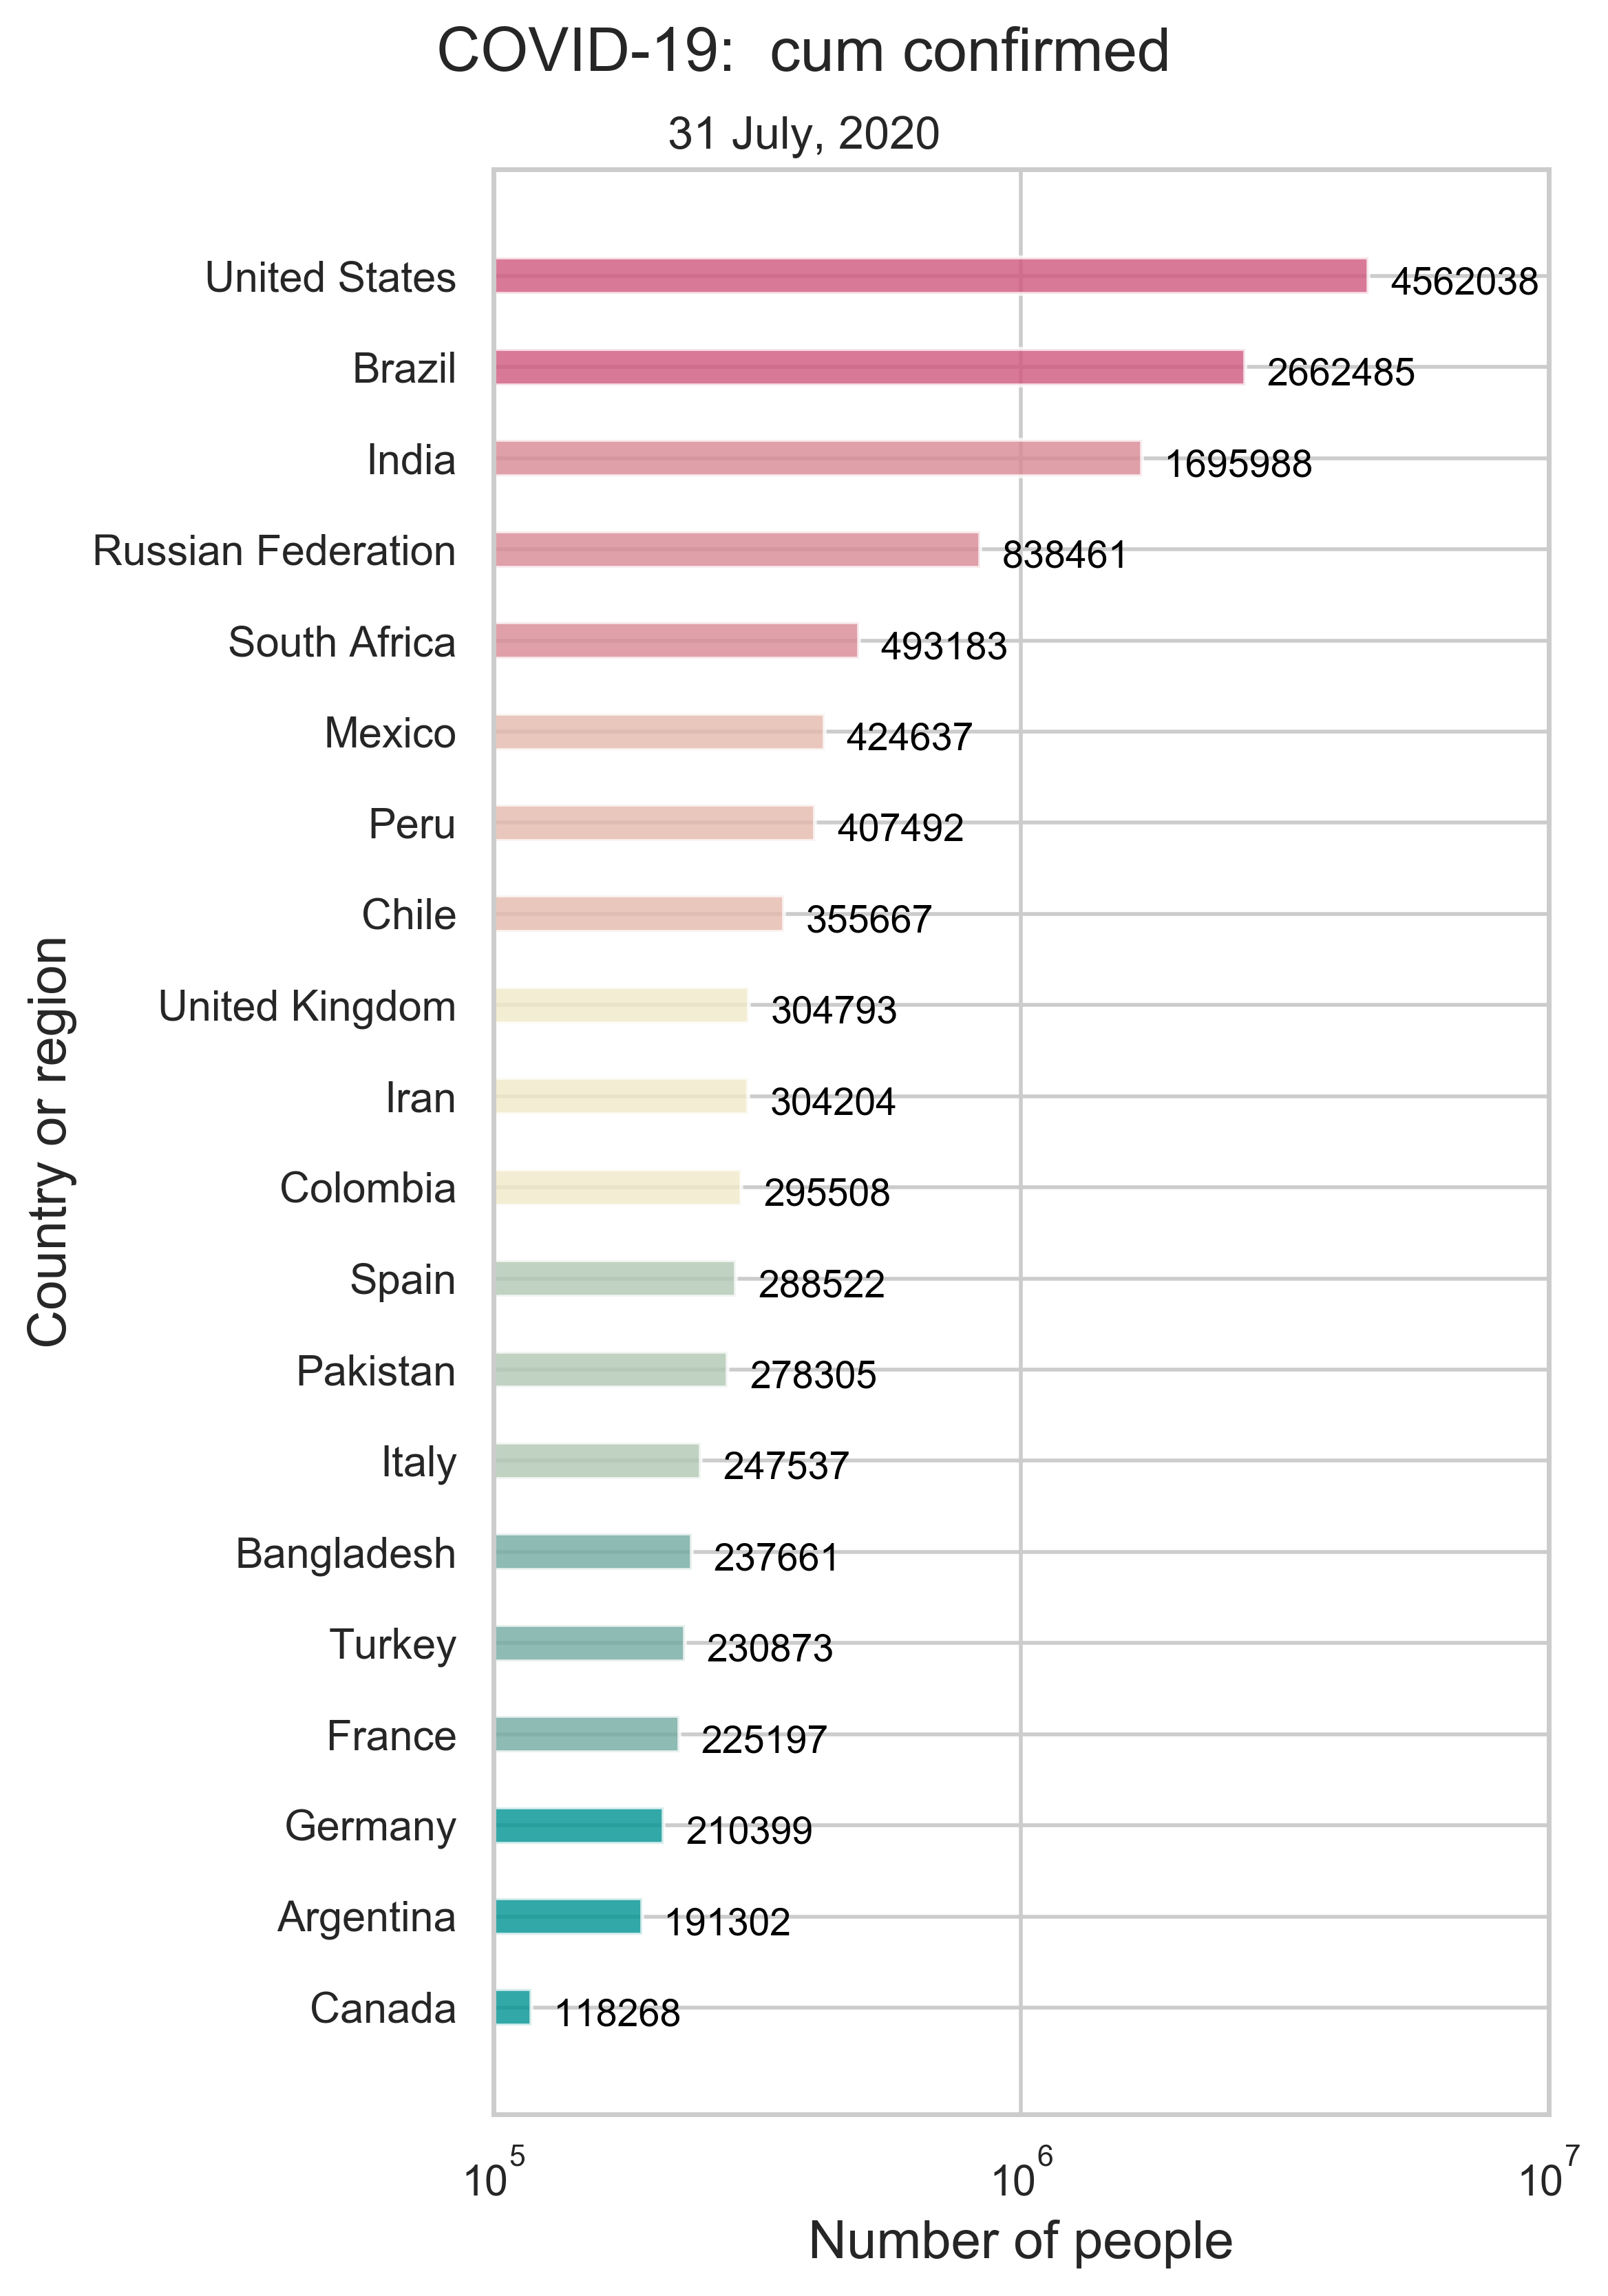 COVID-19:  cum confirmed
31 July, 2020
United States 4562038
Brazil 2662485
India 1695988
Russian Federation 838461
South Africa 493183
Mexico 424637
Peru 407492
Chile 355667
United Kingdom 304793
Iran 304204
Colombia 295508
Spain 288522
Pakistan 278305
Italy 247537
Bangladesh 237661
Turkey 230873
France 225197
Germany 210399
Argentina 191302
Canada 118268
Country or region
10^5 10^6 10^7
Number of people